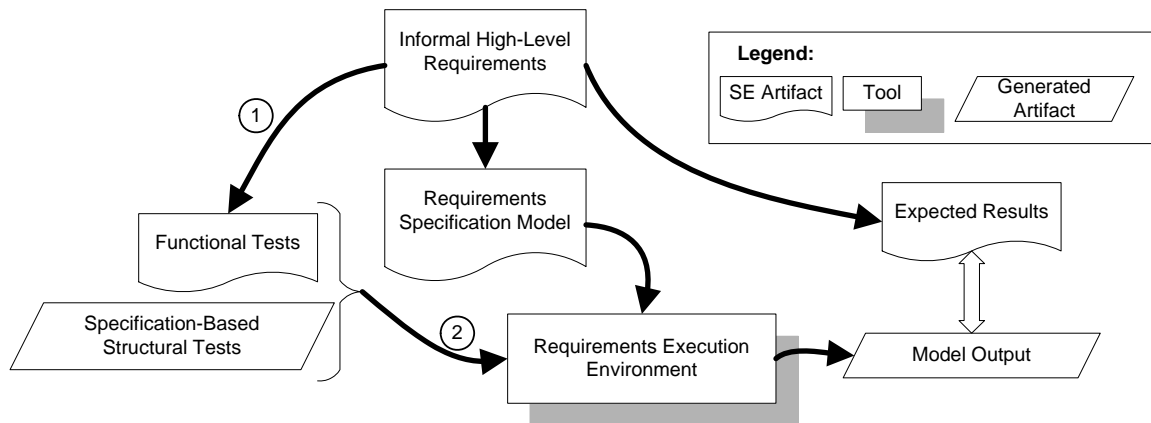 Informal High-Level
Requirements
Legend:
SE Artifact
Tool
Generated
Artifact
1
Requirements
Specification Model
Expected Results
Functional Tests
Specification-Based
Structural Tests
2
Requirements Execution
Environment
Model Output